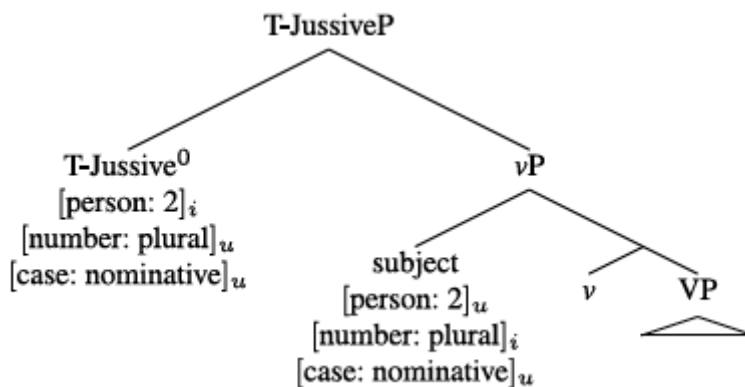 T-JussiveP
T-Jussive⁰
[person: 2]ᵢ
[number: plural]ᵤ
[case: nominative]ᵤ
vP
subject
[person: 2]ᵤ
[number: plural]ᵢ
[case: nominative]ᵤ
v
VP